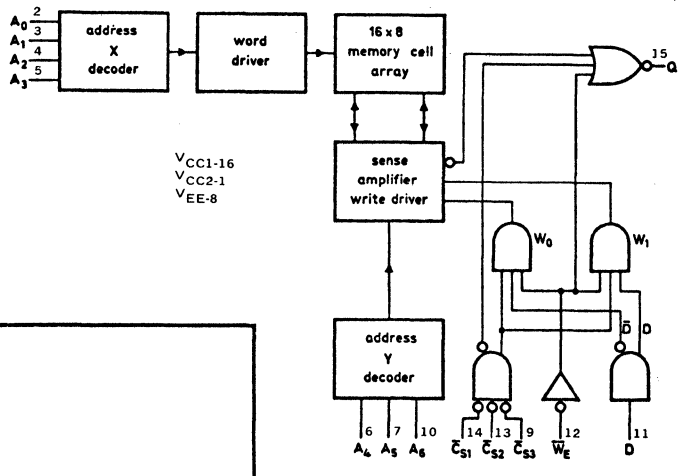 A0 2
A1 3
A2 4
A3 5
address
X
decoder
word
driver
16 x 8
memory cell
array
15
Q
VCC1-16
VCC2-1
VEE-8
sense
amplifier
write driver
W0
W1
D̅
D
address
Y
decoder
6 7 10
A4 A5 A6
14 13 9
C̅S1 C̅S2 C̅S3
12
W̅E
11
D